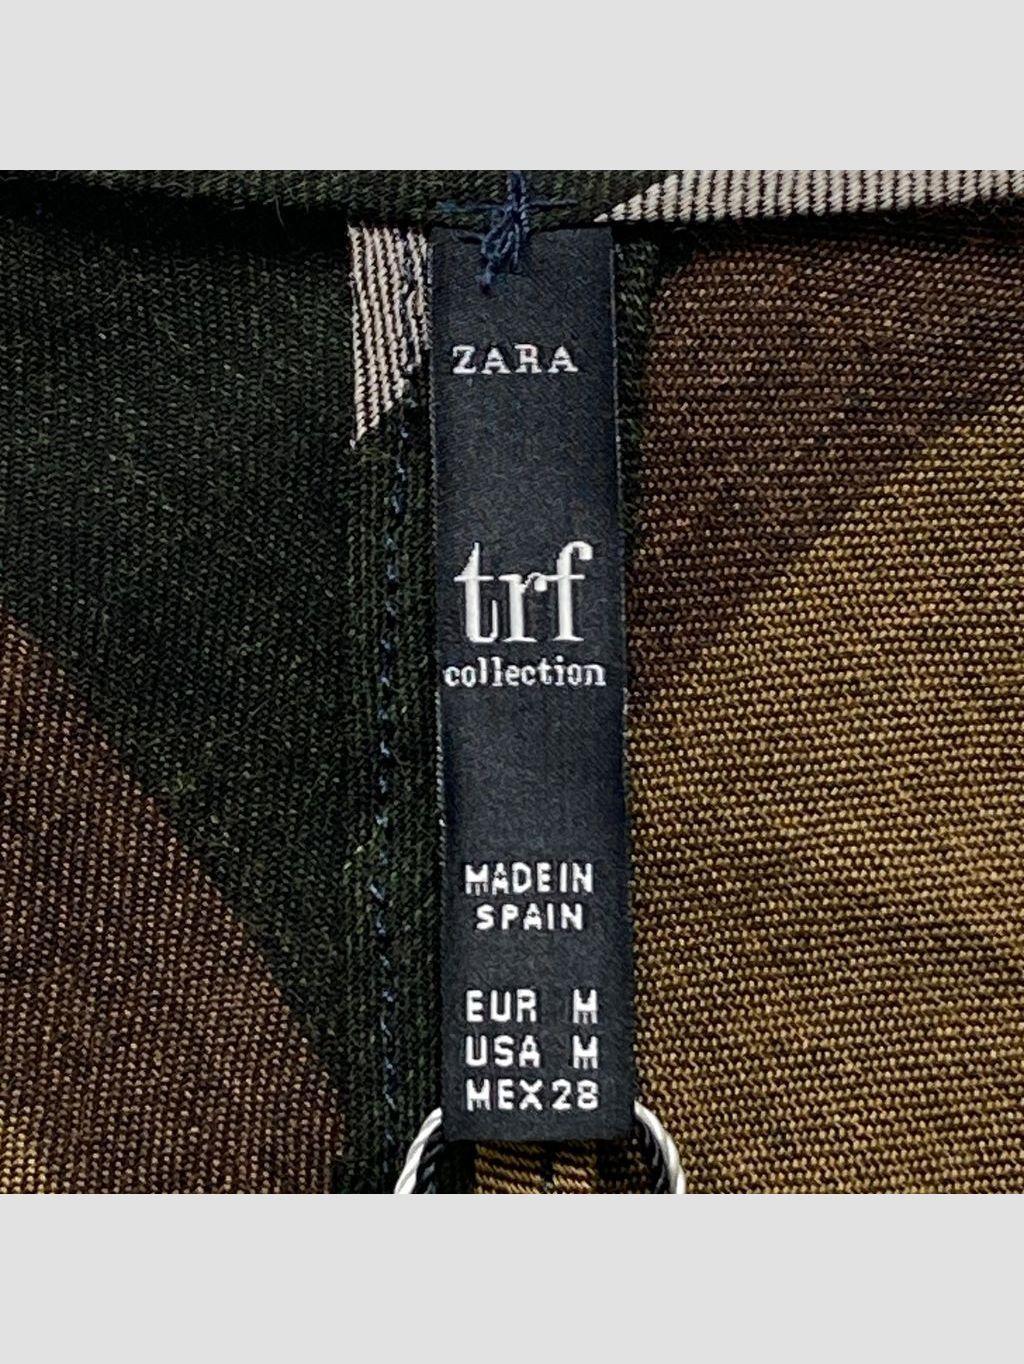 ZARA
trf
collection
MADE IN
SPAIN
EUR M
USA M
MEX 28